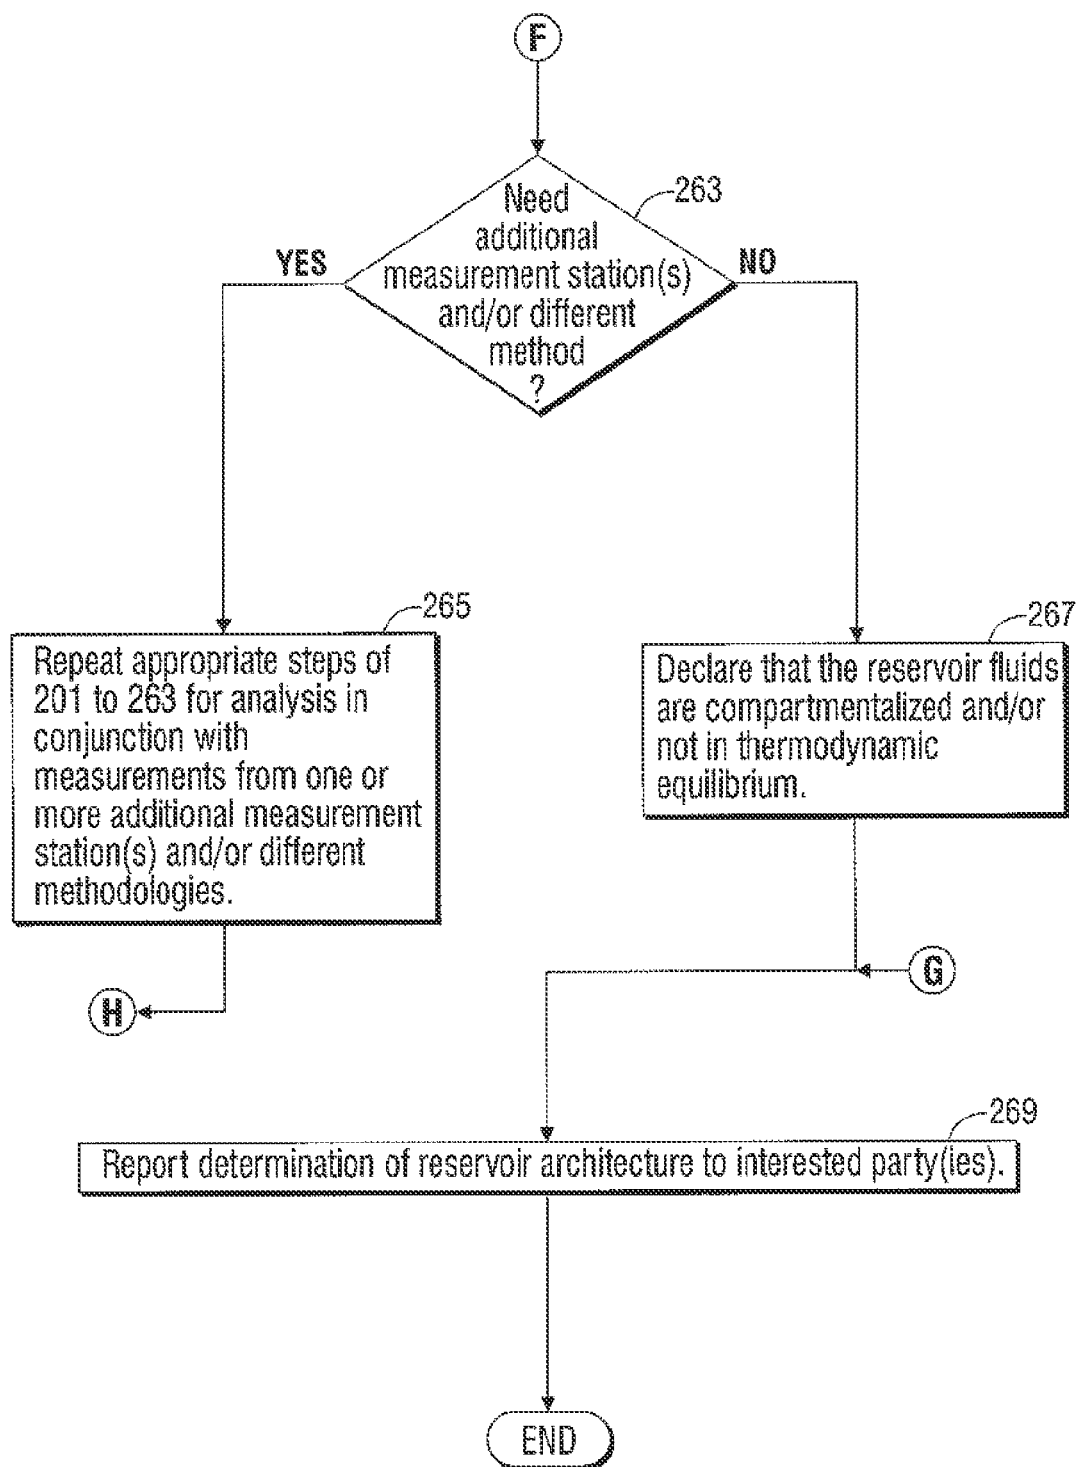 F
263
Need
additional
measurement station(s)
and/or different
method
?
YES
NO
265
Repeat appropriate steps of
201 to 263 for analysis in
conjunction with
measurements from one or
more additional measurement
station(s) and/or different
methodologies.
267
Declare that the reservoir fluids
are compartmentalized and/or
not in thermodynamic
equilibrium.
G
H
269
Report determination of reservoir architecture to interested party(ies).
END